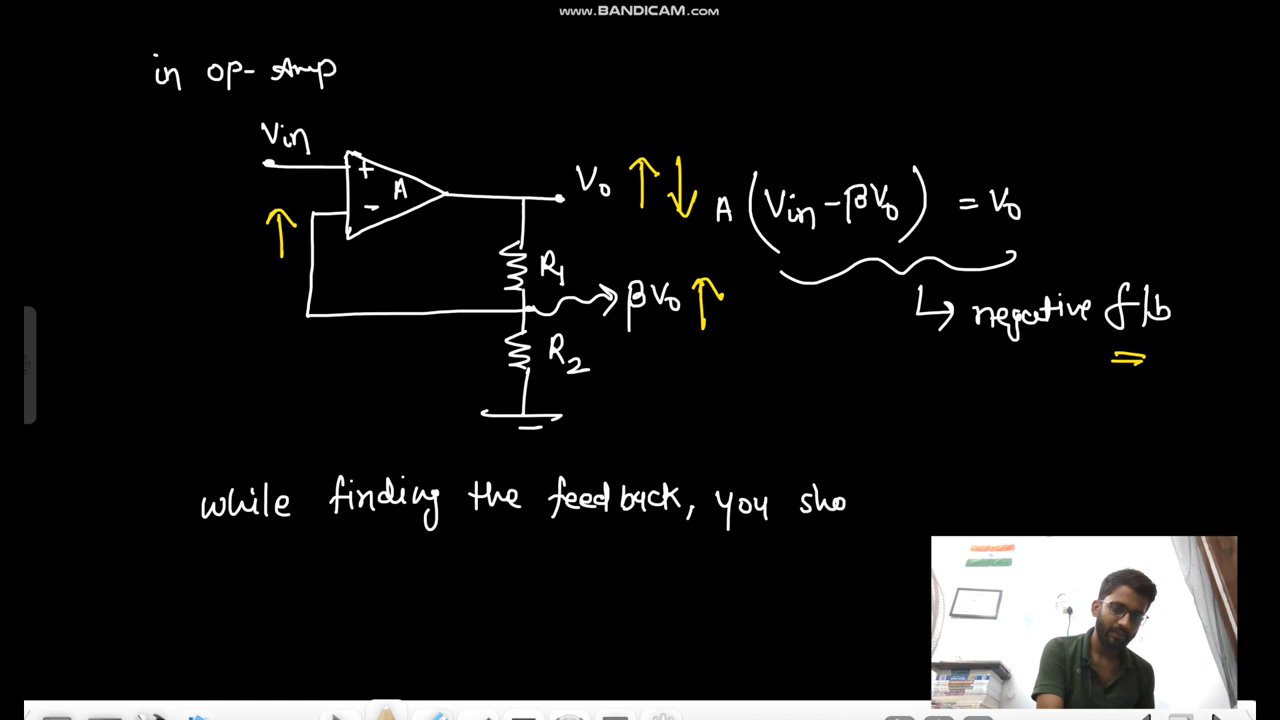 www.BANDICAM.com
in op-Amp
Vin
+
A
-
Vo
A (Vin - βVo) = Vo
R1
βVo
negative f/b
R2
while finding the feedback, you sho